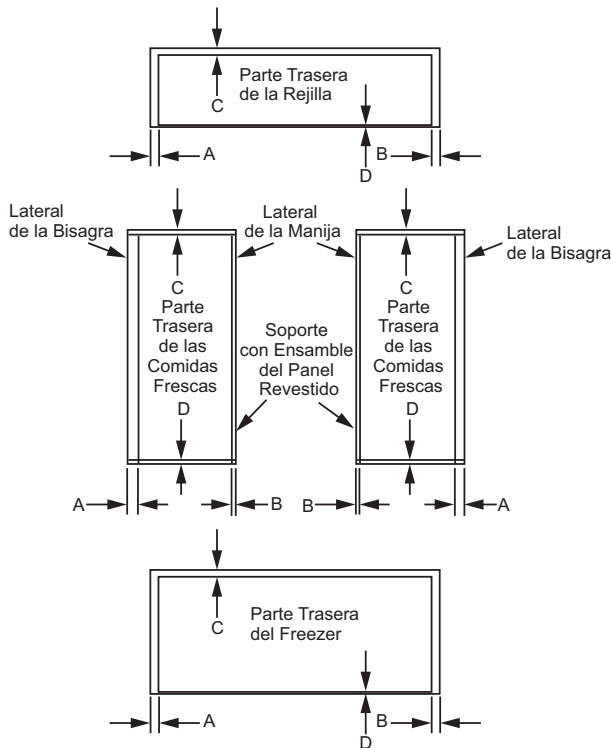 Parte Trasera
de la Rejilla
C
A
B
D
Lateral
de la Bisagra
Lateral
de la Manija
Lateral
de la Bisagra
C
Parte
Trasera
de las
Comidas
Frescas
D
Soporte
con Ensamble
del Panel
Revestido
C
Parte
Trasera
de las
Comidas
Frescas
D
A
B
B
A
Parte Trasera
del Freezer
C
A
B
D